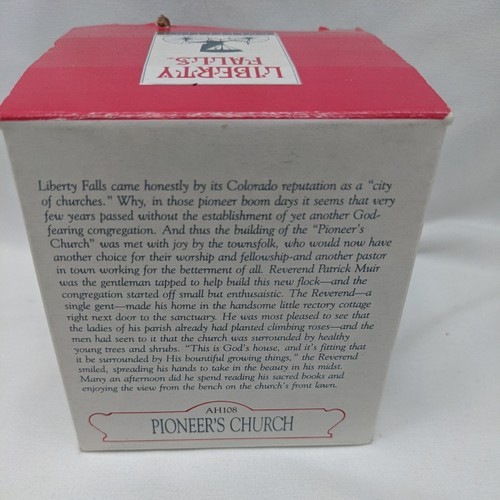 LIBERTY
FALLS
Liberty Falls came honestly by its Colorado reputation as a "city
of churches." Why, in those pioneer boom days it seems that very
few years passed without the establishment of yet another God-
fearing congregation. And thus the building of the "Pioneer's
Church" was met with joy by the townsfolk, who would now have
another choice for their worship and fellowship-and another pastor
in town working for the betterment of all. Reverend Patrick Muir
was the gentleman tapped to help build this new flock—and the
congregation started off small but enthusaistic. The Reverend—a
single gent—made his home in the handsome little rectory cottage
right next door to the sanctuary. He was most pleased to see that
the ladies of his parish already had planted climbing roses—and the
men had seen to it that the church was surrounded by healthy
young trees and shrubs. "This is God's house, and it's fitting that
it be surrounded by His bountiful growing things," the Reverend
smiled, spreading his hands to take in the beauty in his midst.
Many an afternoon did he spend reading his sacred books and
enjoying the view from the bench on the church's front lawn.
AH108
PIONEER'S CHURCH